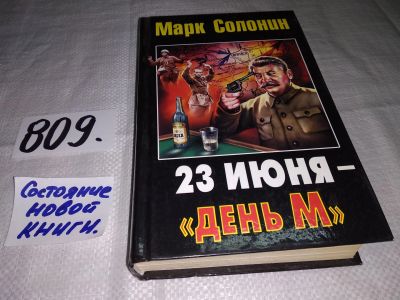 Марк Солонин
23 ИЮНЯ –
«ДЕНЬ М»
809.
Состояние
новой
книги.